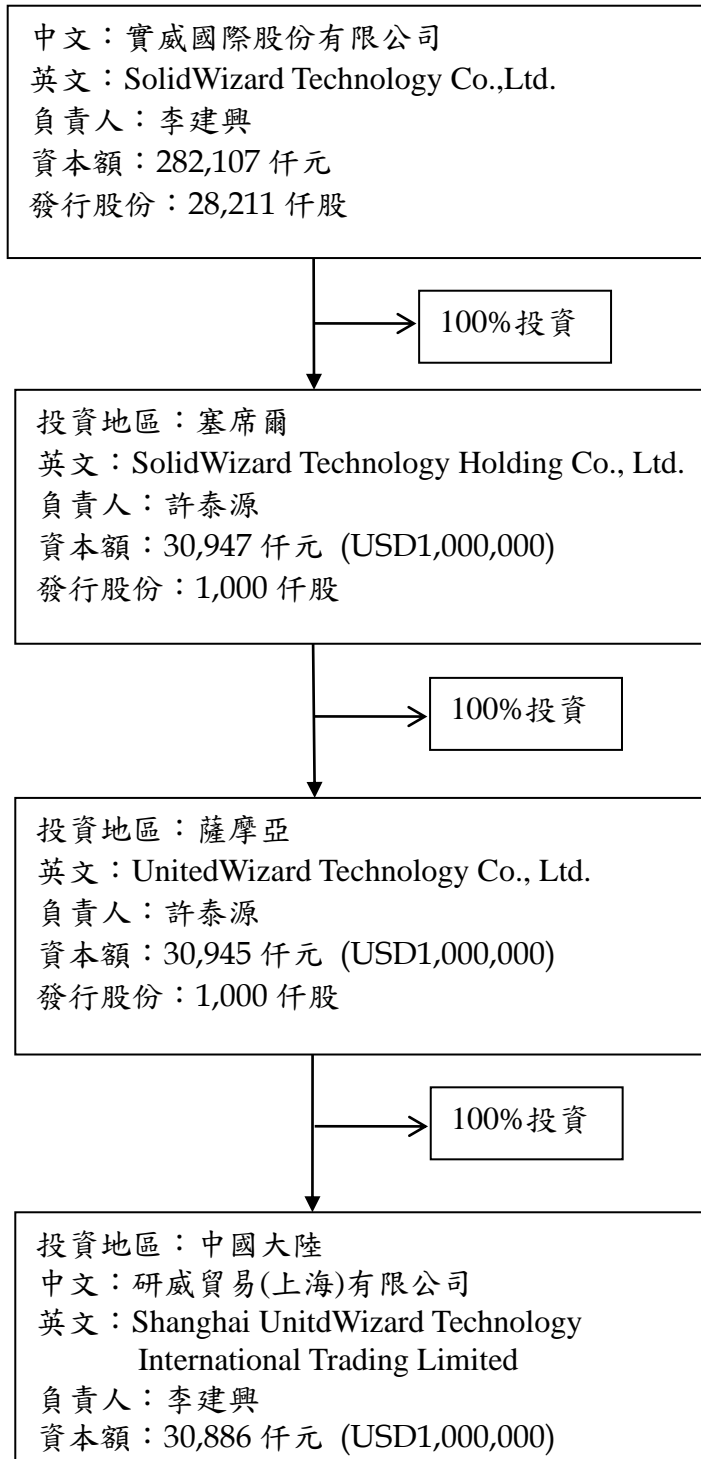 中文：實威國際股份有限公司
英文：SolidWizard Technology Co.,Ltd.
負責人：李建興
資本額：282,107 仟元
發行股份：28,211 仟股
100%投資
投資地區：塞席爾
英文：SolidWizard Technology Holding Co., Ltd.
負責人：許泰源
資本額：30,947 仟元 (USD1,000,000)
發行股份：1,000 仟股
100%投資
投資地區：薩摩亞
英文：UnitedWizard Technology Co., Ltd.
負責人：許泰源
資本額：30,945 仟元 (USD1,000,000)
發行股份：1,000 仟股
100%投資
投資地區：中國大陸
中文：研威貿易(上海)有限公司
英文：Shanghai UnitdWizard Technology
International Trading Limited
負責人：李建興
資本額：30,886 仟元 (USD1,000,000)